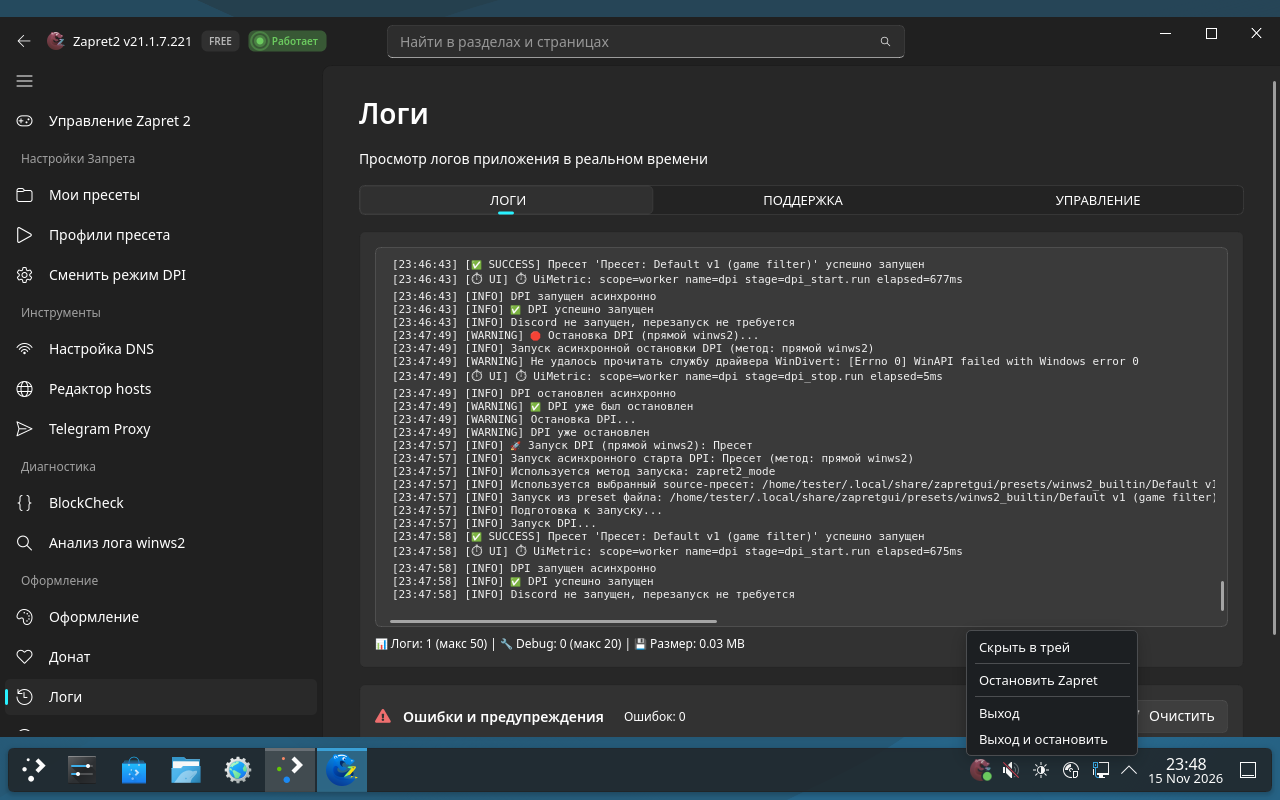 Zapret2 v21.1.7.221
FREE
Работает
Найти в разделах и страницах
Управление Zapret 2
Настройки Запрета
Мои пресеты
Профили пресета
Сменить режим DPI
Инструменты
Настройка DNS
Редактор hosts
Telegram Proxy
Диагностика
BlockCheck
Анализ лога winws2
Оформление
Оформление
Донат
Логи
Логи
Просмотр логов приложения в реальном времени
ЛОГИ
ПОДДЕРЖКА
УПРАВЛЕНИЕ
[23:46:43] [✅ SUCCESS] Пресет 'Пресет: Default v1 (game filter)' успешно запущен
[23:46:43] [⏱ UI] ⏱ UiMetric: scope=worker name=dpi stage=dpi_start.run elapsed=677ms
[23:46:43] [INFO] DPI запущен асинхронно
[23:46:43] [INFO] ✅ DPI успешно запущен
[23:46:43] [INFO] Discord не запущен, перезапуск не требуется
[23:47:49] [WARNING] 🔴 Остановка DPI (прямой winws2)...
[23:47:49] [INFO] Запуск асинхронной остановки DPI (метод: прямой winws2)
[23:47:49] [WARNING] Не удалось прочитать службу драйвера WinDivert: [Errno 0] WinAPI failed with Windows error 0
[23:47:49] [⏱ UI] ⏱ UiMetric: scope=worker name=dpi stage=dpi_stop.run elapsed=5ms
[23:47:49] [INFO] DPI остановлен асинхронно
[23:47:49] [WARNING] ✅ DPI уже был остановлен
[23:47:49] [WARNING] Остановка DPI...
[23:47:49] [WARNING] DPI уже остановлен
[23:47:57] [INFO] 🚀 Запуск DPI (прямой winws2): Пресет
[23:47:57] [INFO] Запуск асинхронного старта DPI: Пресет (метод: прямой winws2)
[23:47:57] [INFO] Используется метод запуска: zapret2_mode
[23:47:57] [INFO] Используется выбранный source-пресет: /home/tester/.local/share/zapretgui/presets/winws2_builtin/Default v1
[23:47:57] [INFO] Запуск из preset файла: /home/tester/.local/share/zapretgui/presets/winws2_builtin/Default v1 (game filter)
[23:47:57] [INFO] Подготовка к запуску...
[23:47:57] [INFO] Запуск DPI...
[23:47:58] [✅ SUCCESS] Пресет 'Пресет: Default v1 (game filter)' успешно запущен
[23:47:58] [⏱ UI] ⏱ UiMetric: scope=worker name=dpi stage=dpi_start.run elapsed=675ms
[23:47:58] [INFO] DPI запущен асинхронно
[23:47:58] [INFO] ✅ DPI успешно запущен
[23:47:58] [INFO] Discord не запущен, перезапуск не требуется
📊 Логи: 1 (макс 50) | 🔧 Debug: 0 (макс 20) | 💾 Размер: 0.03 MB
Ошибки и предупреждения
Ошибок: 0
Очистить
Скрыть в трей
Остановить Zapret
Выход
Выход и остановить
23:48
15 Nov 2026